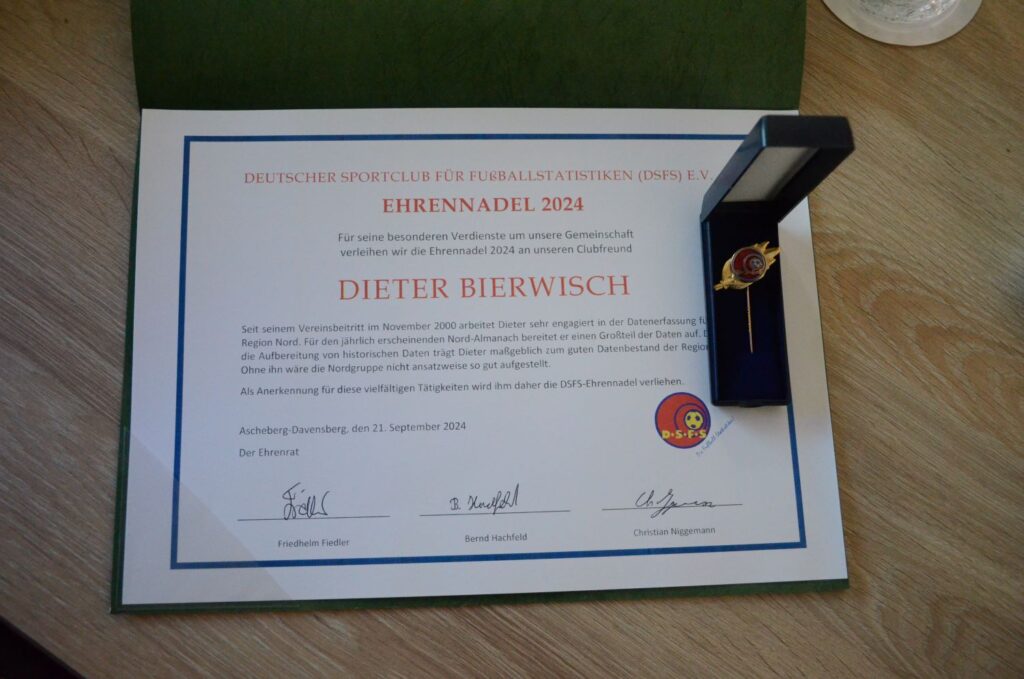 DEUTSCHER SPORTCLUB FÜR FUßBALLSTATISTIKEN (DSFS) E.V.
EHRENNADEL 2024
Für seine besonderen Verdienste um unsere Gemeinschaft
verleihen wir die Ehrennadel 2024 an unseren Clubfreund
DIETER BIERWISCH
Seit seinem Vereinsbeitritt im November 2000 arbeitet Dieter sehr engagiert in der Datenerfassung
Region Nord. Für den jährlich erscheinenden Nord-Almanach bereitet er einen Großteil der Daten auf.
die Aufbereitung von historischen Daten trägt Dieter maßgeblich zum guten Datenbestand der
Ohne ihn wäre die Nordgruppe nicht ansatzweise so gut aufgestellt.
Als Anerkennung für diese vielfältigen Tätigkeiten wird ihm daher die DSFS-Ehrennadel verliehen.
Ascheberg-Davensberg, den 21. September 2024
Der Ehrenrat
D·S·F·S
Friedhelm Fiedler
Bernd Hachfeld
Christian Niggemann